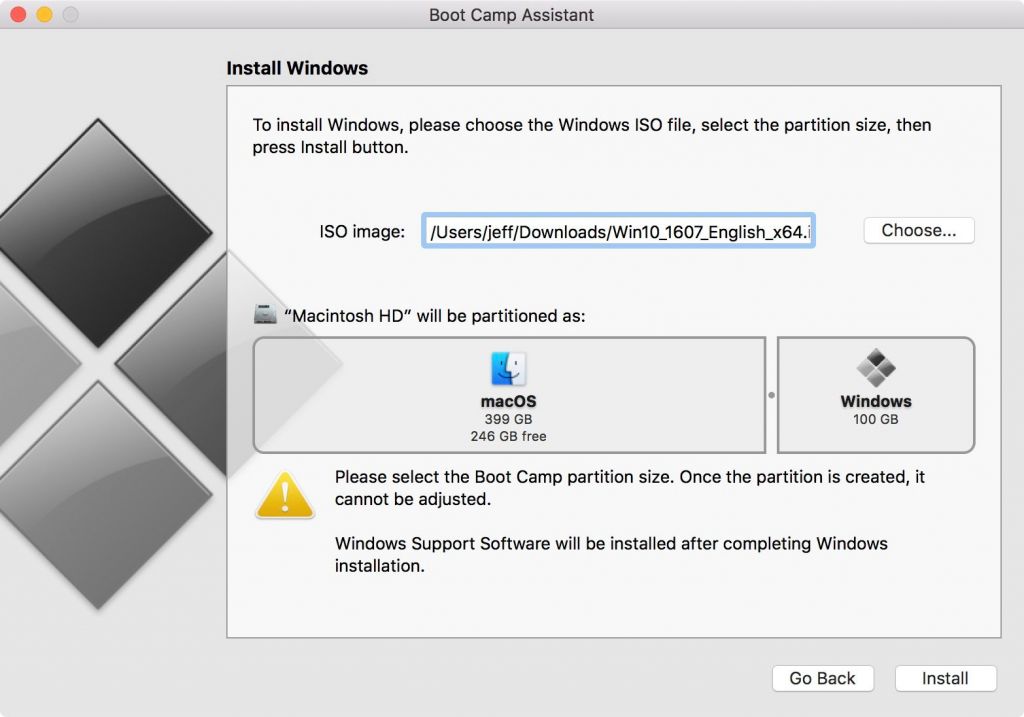 Boot Camp Assistant
Install Windows
To install Windows, please choose the Windows ISO file, select the partition size, then
press Install button.
ISO image: /Users/jeff/Downloads/Win10_1607_English_x64.i Choose...
“Macintosh HD” will be partitioned as:
macOS
399 GB
246 GB free
Windows
100 GB
Please select the Boot Camp partition size. Once the partition is created, it
cannot be adjusted.
Windows Support Software will be installed after completing Windows
installation.
Go Back Install